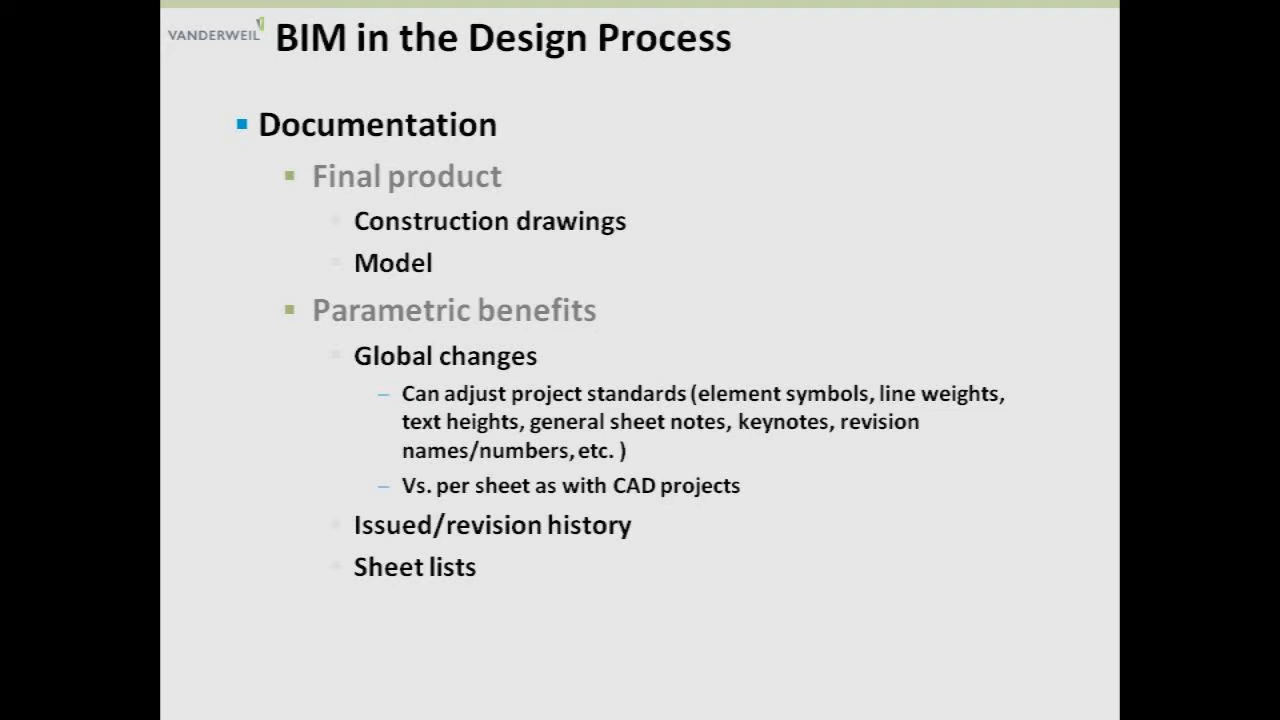 VANDERWEIL
BIM in the Design Process
Documentation
Final product
Construction drawings
Model
Parametric benefits
Global changes
– Can adjust project standards (element symbols, line weights,
text heights, general sheet notes, keynotes, revision
names/numbers, etc. )
– Vs. per sheet as with CAD projects
Issued/revision history
Sheet lists